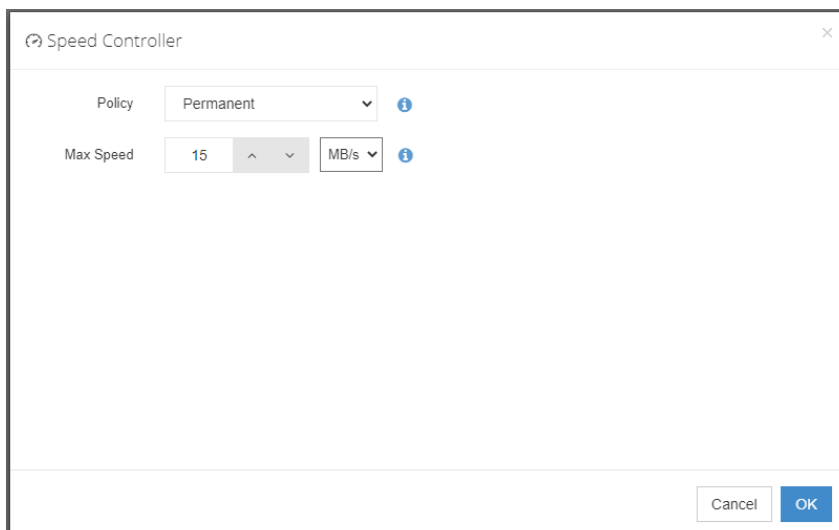 Speed Controller
Policy Permanent
Max Speed 15 MB/s
Cancel OK